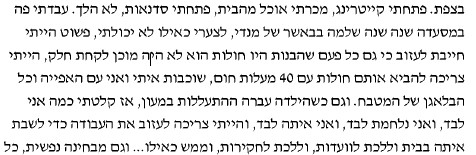 בצפת. פתחתי קייטרינג, מכרתי אוכל מהבית, פתחתי סדנאות, לא הלך. עבדתי פה
במסעדה שנה שנה שלמה בבאשר של מנדי, לצערי כאילו לא יכולתי, פשוט הייתי
חייבת לעזוב כי גם כל פעם שהבנות היו חולות הוא לא היה מוכן לקחת חלק, הייתי
צריכה להביא אותם חולות עם 40 מעלות חום, שוכבות איתי ואני עם האפייה וכל
הבלאגן של המטבח. וגם כשהילדה עברה ההתעללות במעון, אז קלטתי כמה אני
לבד, ואני נלחמת לבד, ואני איתה לבד, והייתי צריכה לעזוב את העבודה כדי לשבת
איתה בבית וללכת לוועדות, וללכת לחקירות, וממש כאילו... וגם מבחינה נפשית, כל